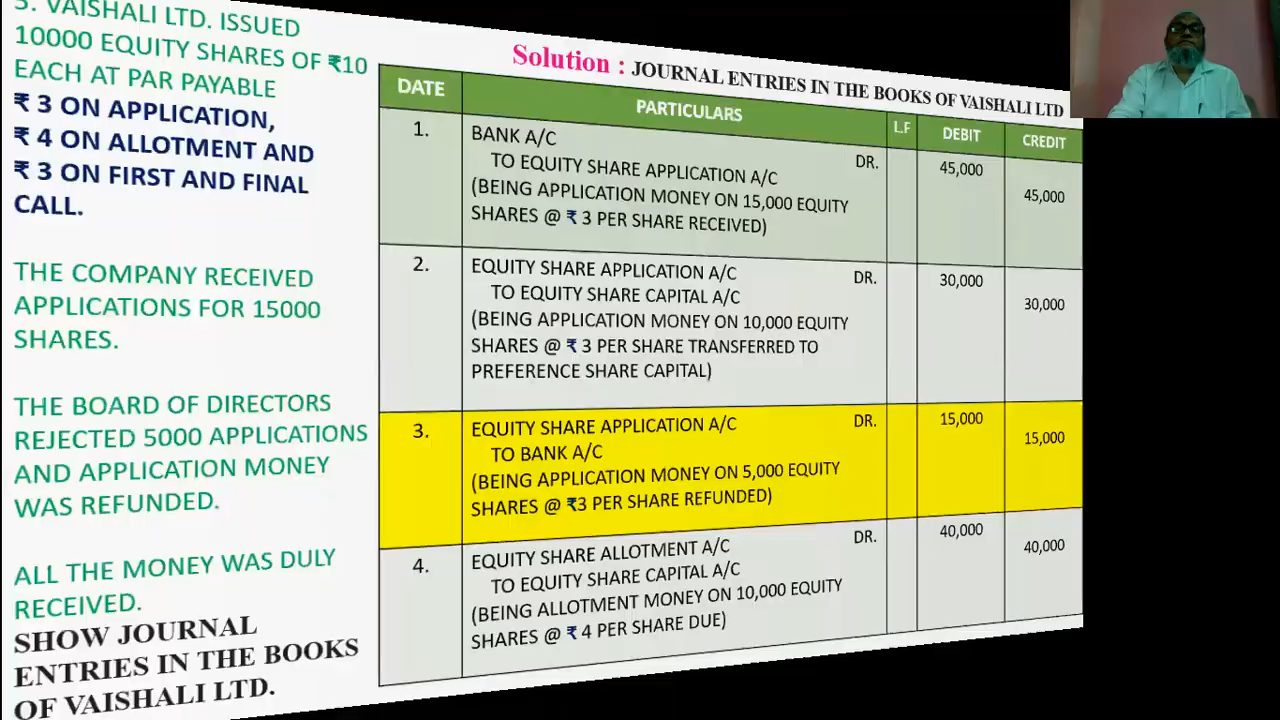 5. VAISHALI LTD. ISSUED
10000 EQUITY SHARES OF ₹10
EACH AT PAR PAYABLE
₹ 3 ON APPLICATION,
₹ 4 ON ALLOTMENT AND
₹ 3 ON FIRST AND FINAL
CALL.
THE COMPANY RECEIVED
APPLICATIONS FOR 15000
SHARES.
THE BOARD OF DIRECTORS
REJECTED 5000 APPLICATIONS
AND APPLICATION MONEY
WAS REFUNDED.
ALL THE MONEY WAS DULY
RECEIVED.
SHOW JOURNAL
ENTRIES IN THE BOOKS
OF VAISHALI LTD.
Solution : JOURNAL ENTRIES IN THE BOOKS OF VAISHALI LTD
DATE PARTICULARS L.F DEBIT CREDIT
1. BANK A/C DR. 45,000
TO EQUITY SHARE APPLICATION A/C 45,000
(BEING APPLICATION MONEY ON 15,000 EQUITY
SHARES @ ₹ 3 PER SHARE RECEIVED)
2. EQUITY SHARE APPLICATION A/C DR. 30,000
TO EQUITY SHARE CAPITAL A/C 30,000
(BEING APPLICATION MONEY ON 10,000 EQUITY
SHARES @ ₹ 3 PER SHARE TRANSFERRED TO
PREFERENCE SHARE CAPITAL)
3. EQUITY SHARE APPLICATION A/C DR. 15,000
TO BANK A/C 15,000
(BEING APPLICATION MONEY ON 5,000 EQUITY
SHARES @ ₹3 PER SHARE REFUNDED)
4. EQUITY SHARE ALLOTMENT A/C DR. 40,000
TO EQUITY SHARE CAPITAL A/C 40,000
(BEING ALLOTMENT MONEY ON 10,000 EQUITY
SHARES @ ₹ 4 PER SHARE DUE)